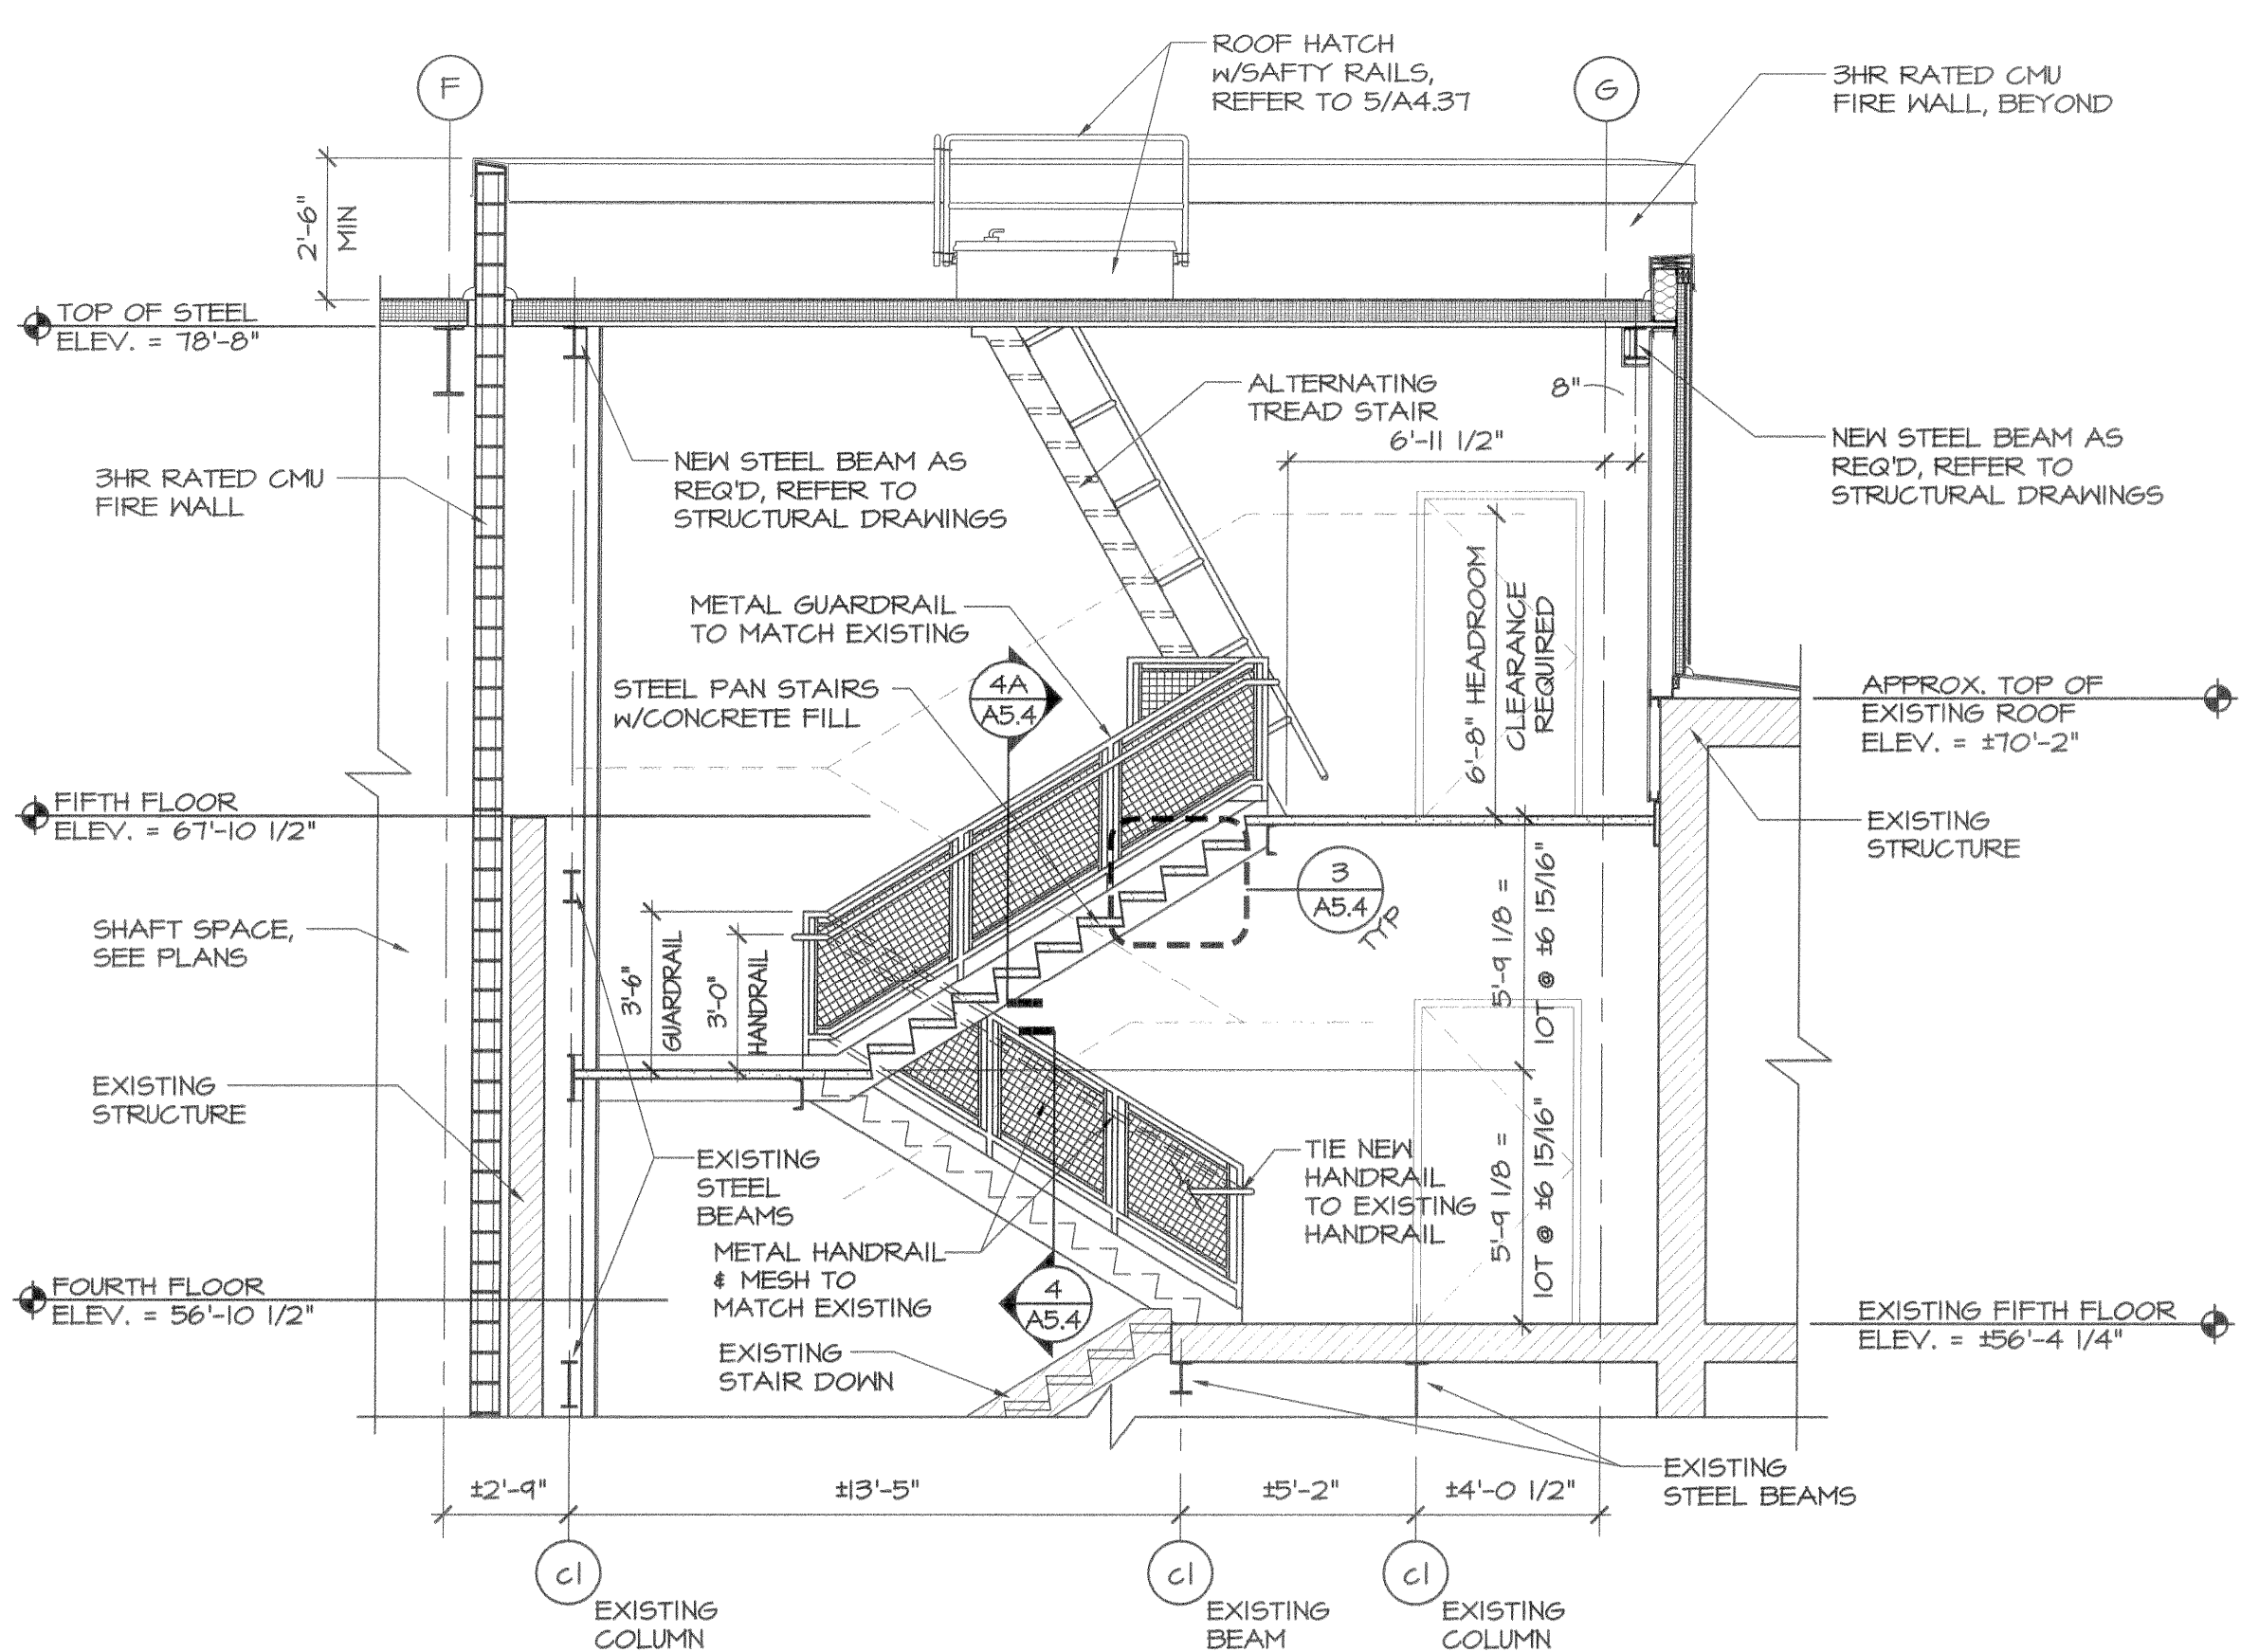 F
ROOF HATCH
W/SAFTY RAILS,
REFER TO 5/A4.37
G
3HR RATED CMU
FIRE WALL, BEYOND
2'-6"
MIN
TOP OF STEEL
ELEV. = 78'-8"
ALTERNATING
TREAD STAIR
8"
6'-11 1/2"
NEW STEEL BEAM AS
REQ'D, REFER TO
STRUCTURAL DRAWINGS
NEW STEEL BEAM AS
REQ'D, REFER TO
STRUCTURAL DRAWINGS
3HR RATED CMU
FIRE WALL
METAL GUARDRAIL
TO MATCH EXISTING
6'-8" HEADROOM
CLEARANCE
REQUIRED
STEEL PAN STAIRS
W/CONCRETE FILL
4A
A5.4
APPROX. TOP OF
EXISTING ROOF
ELEV. = ±70'-2"
FIFTH FLOOR
ELEV. = 67'-10 1/2"
EXISTING
STRUCTURE
3
A5.4
TYP
SHAFT SPACE,
SEE PLANS
3'-6"
GUARDRAIL
3'-0"
HANDRAIL
5'-9 1/8 =
10T @ ±6 15/16"
EXISTING
STRUCTURE
EXISTING
STEEL
BEAMS
TIE NEW
HANDRAIL
TO EXISTING
HANDRAIL
5'-9 1/8 =
10T @ ±6 15/16"
METAL HANDRAIL
& MESH TO
MATCH EXISTING
4
A5.4
FOURTH FLOOR
ELEV. = 56'-10 1/2"
EXISTING FIFTH FLOOR
ELEV. = ±56'-4 1/4"
EXISTING
STAIR DOWN
EXISTING
STEEL BEAMS
±2'-9"
±13'-5"
±5'-2"
±4'-0 1/2"
C1
EXISTING
COLUMN
C1
EXISTING
BEAM
C1
EXISTING
COLUMN